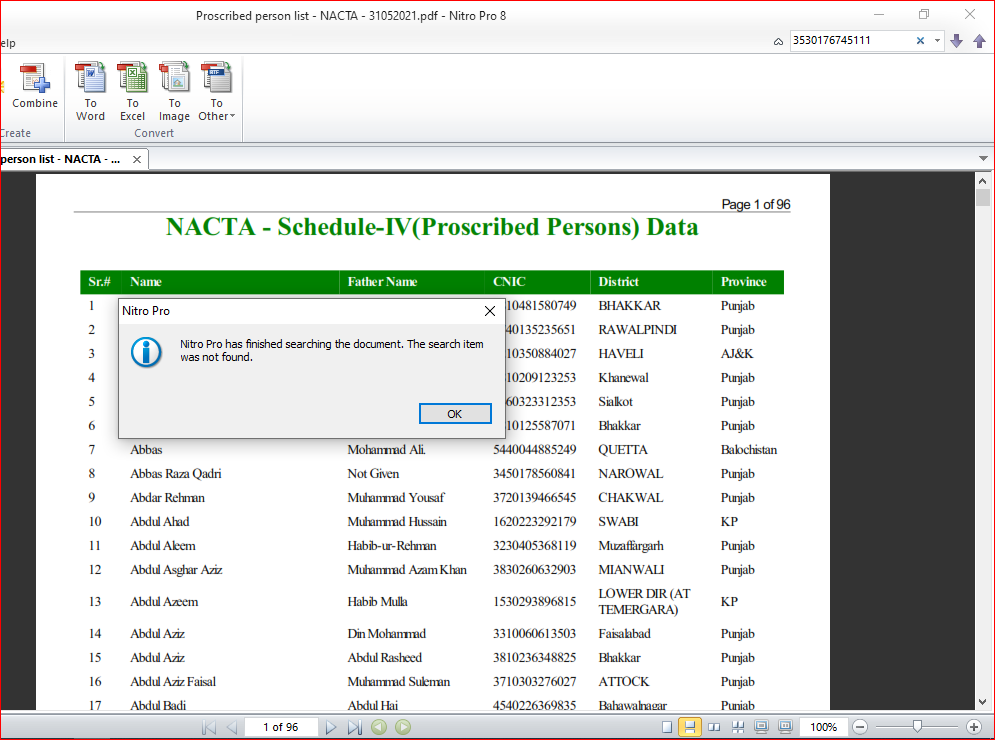 Proscribed person list - NACTA - 31052021.pdf - Nitro Pro 8
elp
3530176745111
Combine
To Word
To Excel
To Image
To Other
Create
Convert
person list - NACTA - ...
Page 1 of 96
NACTA - Schedule-IV(Proscribed Persons) Data
Sr.# Name Father Name CNIC District Province
1 10481580749 BHAKKAR Punjab
Nitro Pro
2 40135235651 RAWALPINDI Punjab
Nitro Pro has finished searching the document. The search item
was not found.
3 10350884027 HAVELI AJ&K
4 10209123253 Khanewal Punjab
5 60323312353 Sialkot Punjab
OK
6 10125587071 Bhakkar Punjab
7 Abbas Mohammad Ali. 5440044885249 QUETTA Balochistan
8 Abbas Raza Qadri Not Given 3450178560841 NAROWAL Punjab
9 Abdar Rehman Muhammad Yousaf 3720139466545 CHAKWAL Punjab
10 Abdul Ahad Muhammad Hussain 1620223292179 SWABI KP
11 Abdul Aleem Habib-ur-Rehman 3230405368119 Muzaffargarh Punjab
12 Abdul Asghar Aziz Muhammad Azam Khan 3830260632903 MIANWALI Punjab
13 Abdul Azeem Habib Mulla 1530293896815 LOWER DIR (AT
TEMERGARA) KP
14 Abdul Aziz Din Mohammad 3310060613503 Faisalabad Punjab
15 Abdul Aziz Abdul Rasheed 3810236348825 Bhakkar Punjab
16 Abdul Aziz Faisal Muhammad Suleman 3710303276027 ATTOCK Punjab
17 Abdul Badi Abdul Hai 4540226369835 Bahawalnagar Punjab
1 of 96
100%